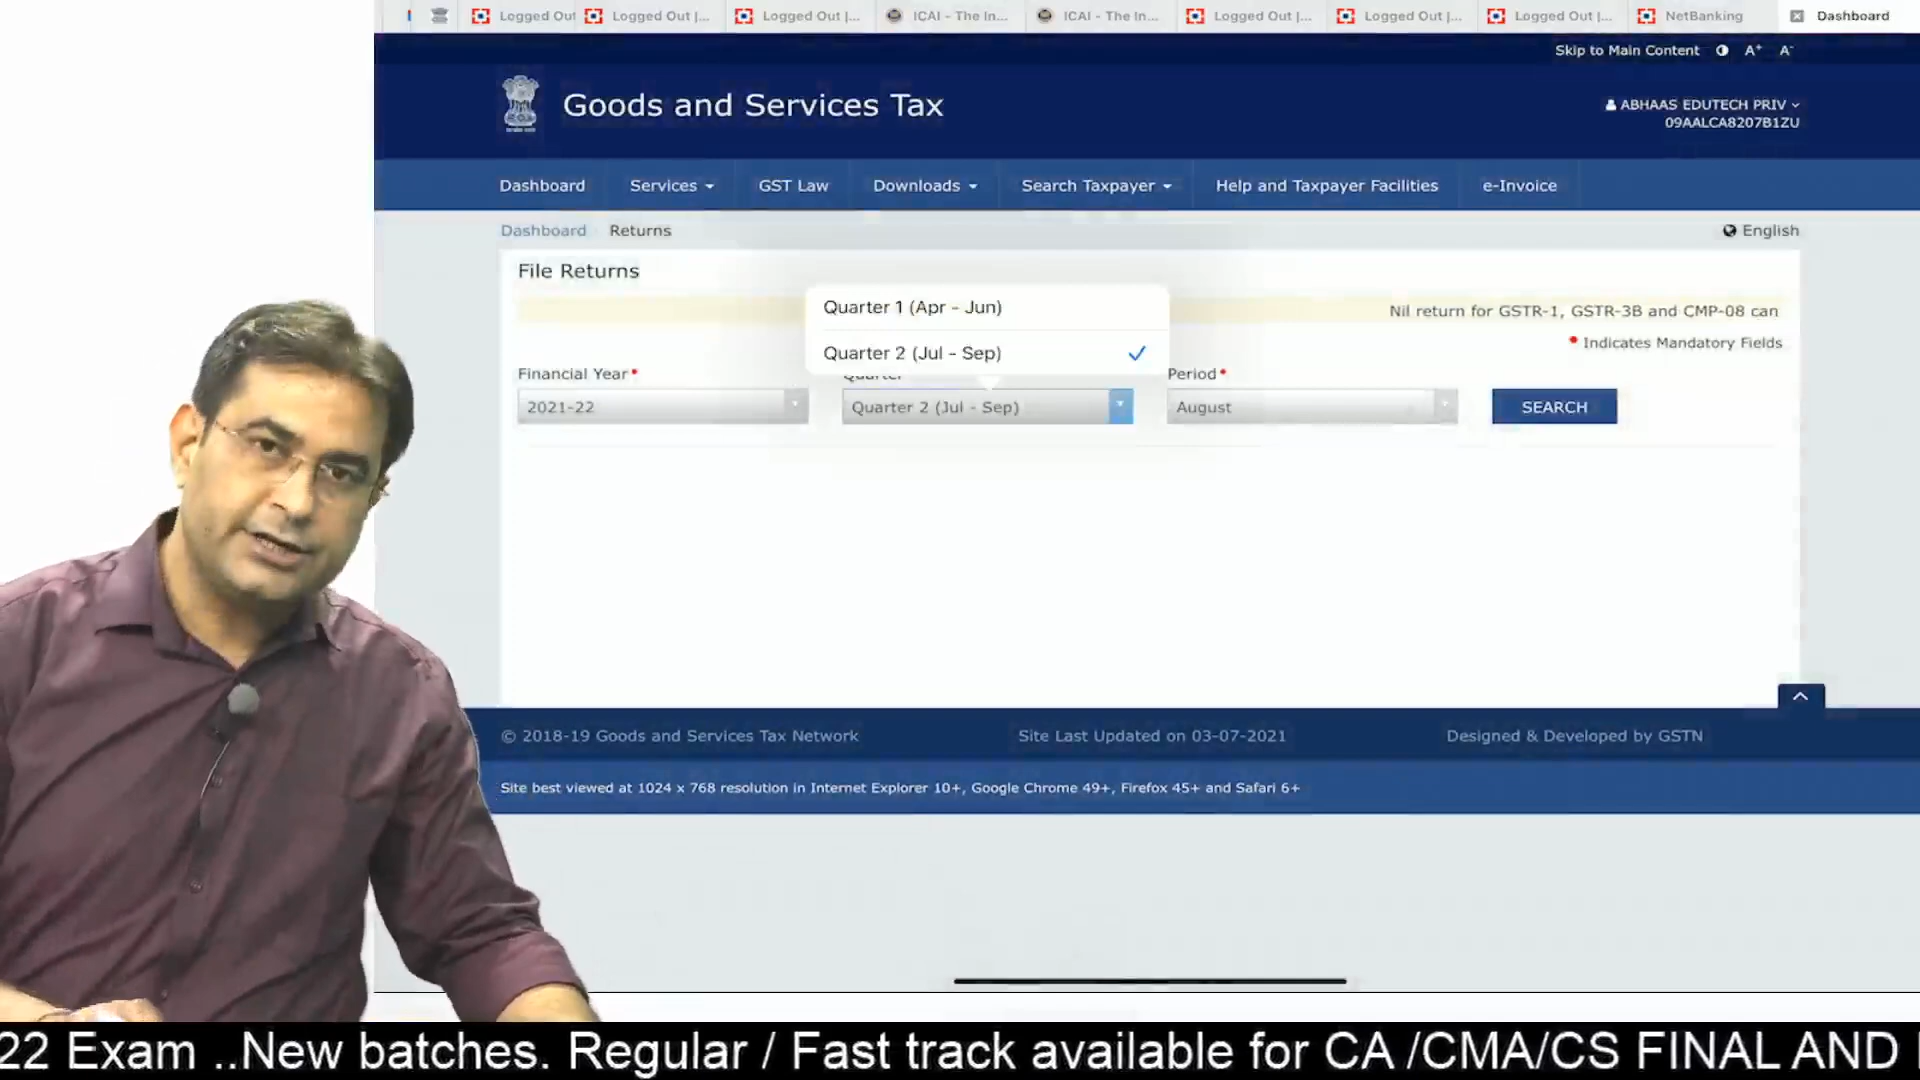 Logged Out
Logged Out |...
Logged Out |...
ICAI - The In...
ICAI - The In...
Logged Out |...
Logged Out |...
Logged Out |...
NetBanking
Dashboard
Skip to Main Content A+ A-
Goods and Services Tax
ABHAAS EDUTECH PRIV
09AALCA8207B1ZU
Dashboard Services GST Law Downloads Search Taxpayer Help and Taxpayer Facilities e-Invoice
Dashboard Returns English
File Returns
Quarter 1 (Apr - Jun)
Nil return for GSTR-1, GSTR-3B and CMP-08 can
• Indicates Mandatory Fields
Quarter 2 (Jul - Sep)
Financial Year• Quarter Period•
2021-22 Quarter 2 (Jul - Sep) August SEARCH
© 2018-19 Goods and Services Tax Network Site Last Updated on 03-07-2021 Designed & Developed by GSTN
Site best viewed at 1024 x 768 resolution in Internet Explorer 10+, Google Chrome 49+, Firefox 45+ and Safari 6+
22 Exam ..New batches. Regular / Fast track available for CA /CMA/CS FINAL AND